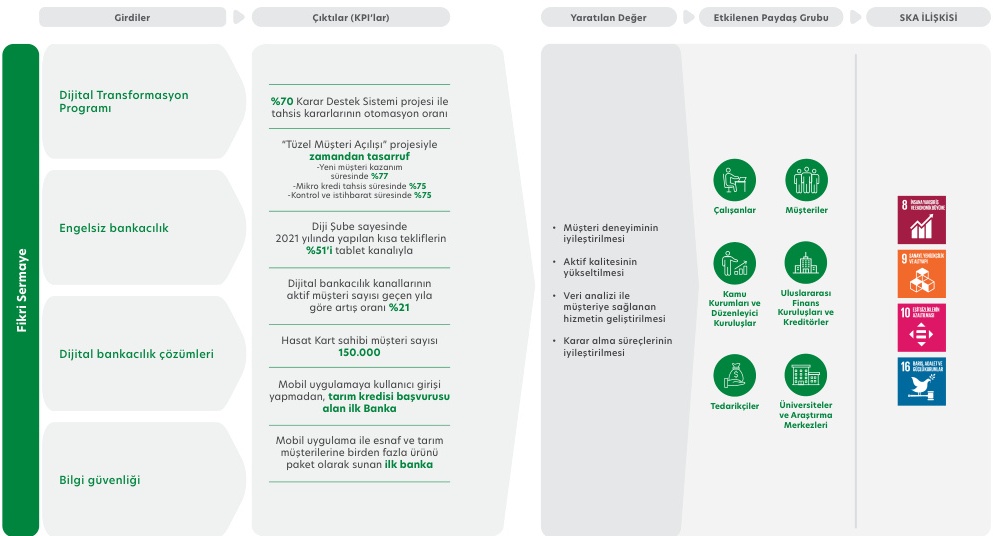 Girdiler
Çıktılar (KPI'lar)
Yaratılan Değer
Etkilenen Paydaş Grubu
SKA İLİŞKİSİ
Fikri Sermaye
Dijital Transformasyon
Programı
Engelsiz bankacılık
Dijital bankacılık çözümleri
Bilgi güvenliği
%70 Karar Destek Sistemi projesi ile
tahsis kararlarının otomasyon oranı
“Tüzel Müşteri Açılışı” projesiyle
zamandan tasarruf
-Yeni müşteri kazanım
süresinde %77
-Mikro kredi tahsis süresinde %75
-Kontrol ve istihbarat süresinde %75
Diji Şube sayesinde
2021 yılında yapılan kısa tekliflerin
%51'i tablet kanalıyla
Dijital bankacılık kanallarının
aktif müşteri sayısı geçen yıla
göre artış oranı %21
Hasat Kart sahibi müşteri sayısı
150.000
Mobil uygulamaya kullanıcı girişi
yapmadan, tarım kredisi başvurusu
alan ilk Banka
Mobil uygulama ile esnaf ve tarım
müşterilerine birden fazla ürünü
paket olarak sunan ilk banka
• Müşteri deneyiminin
iyileştirilmesi
• Aktif kalitesinin
yükseltilmesi
• Veri analizi ile
müşteriye sağlanan
hizmetin geliştirilmesi
• Karar alma süreçlerinin
iyileştirilmesi
Çalışanlar
Müşteriler
Kamu
Kurumları ve
Düzenleyici
Kuruluşlar
Uluslararası
Finans
Kuruluşları ve
Kreditörler
Tedarikçiler
Üniversiteler
ve Araştırma
Merkezleri
8 İNSANA YAKIŞIR İŞ
VE EKONOMİK BÜYÜME
9 SANAYİ, YENİLİKÇİLİK
VE ALTYAPI
10 EŞİTSİZLİKLERİN
AZALTILMASI
16 BARIŞ, ADALET VE
GÜÇLÜ KURUMLAR